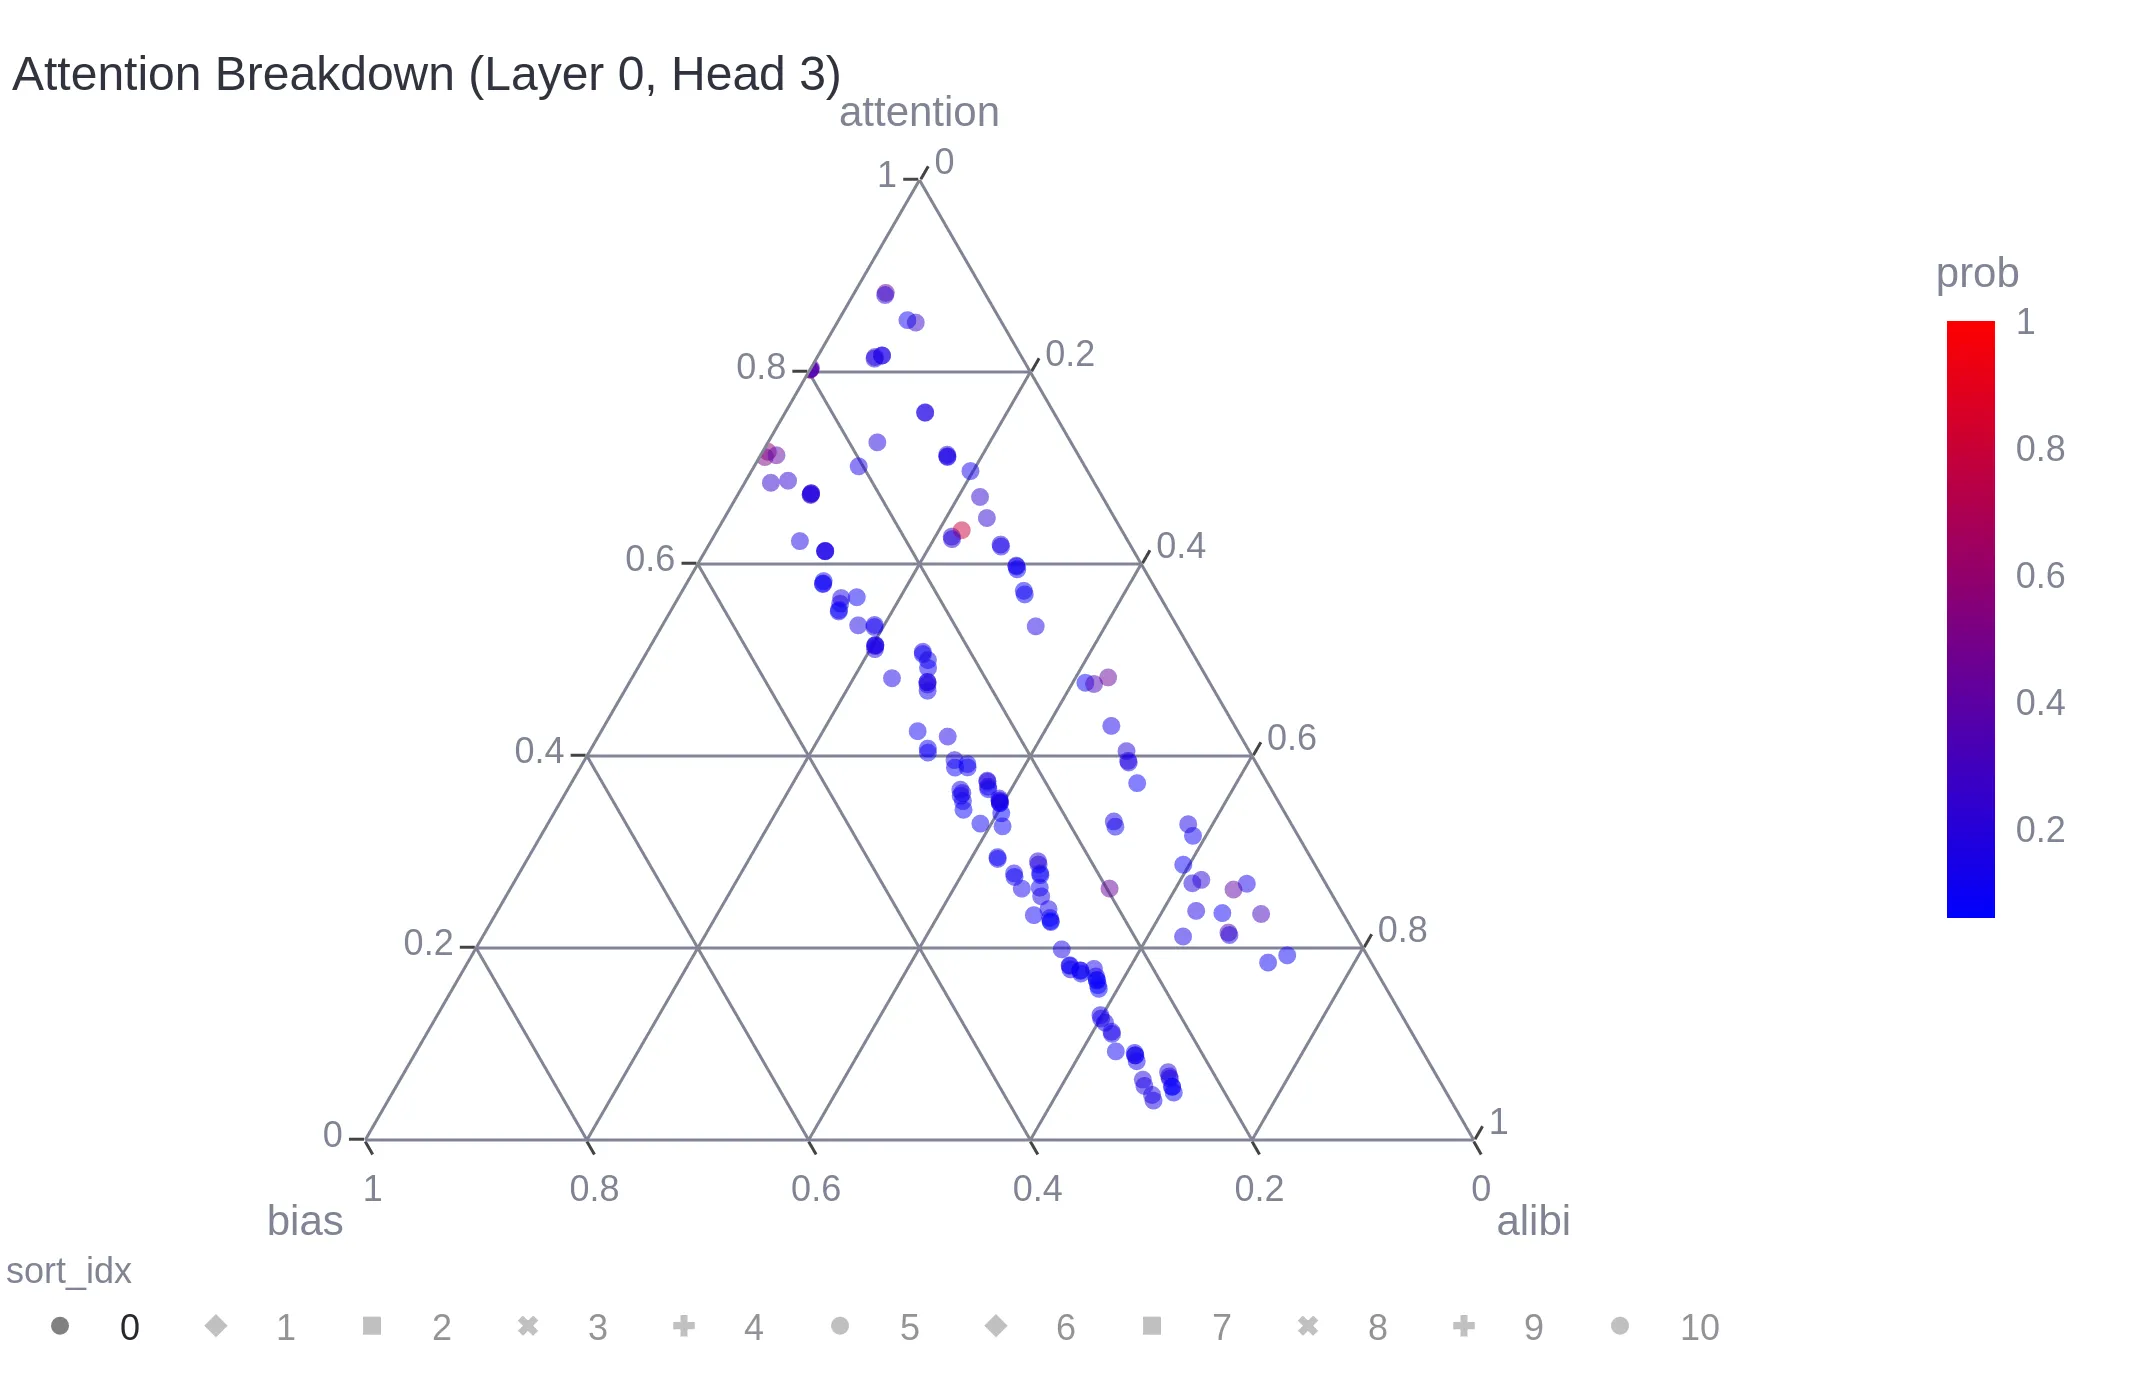 Attention Breakdown (Layer 0, Head 3)
attention
1 0
prob
1
0.8 0.2
0.8
0.6 0.4
0.6
0.4 0.6
0.4
0.2 0.8
0.2
0 1
1 0.8 0.6 0.4 0.2 0
bias alibi
sort_idx
0 1 2 3 4 5 6 7 8 9 10